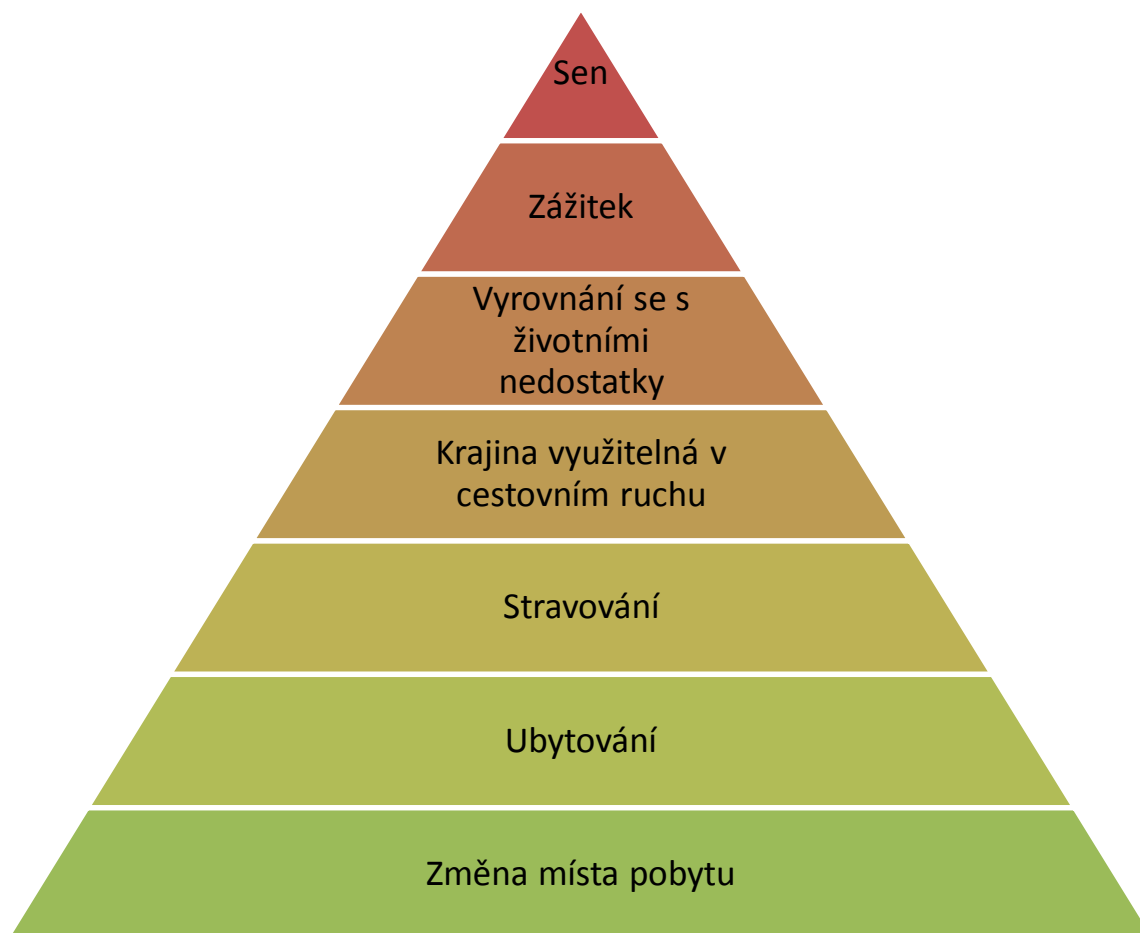 Sen
Zážitek
Vyrovnání se s
životními
nedostatky
Krajina využitelná v
cestovním ruchu
Stravování
Ubytování
Změna místa pobytu